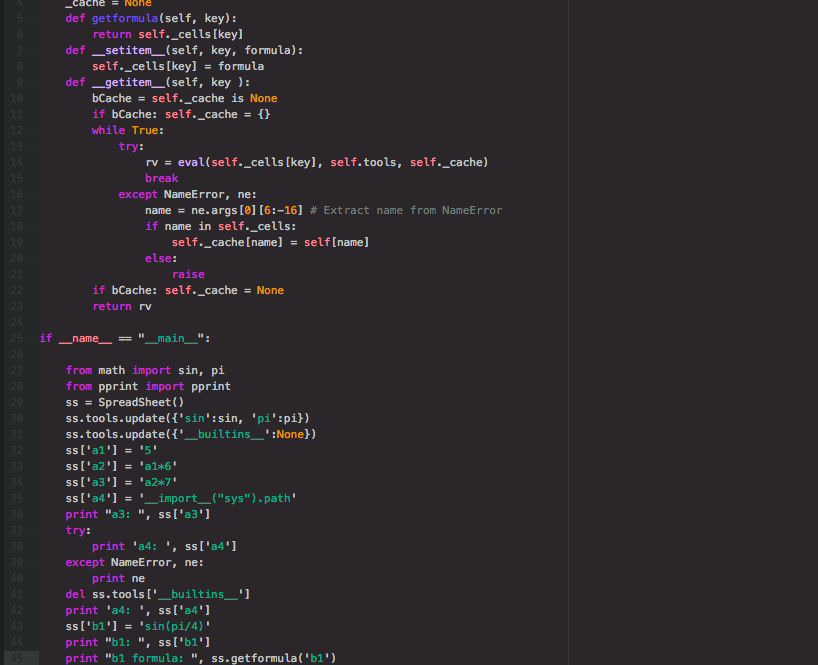 4 _cache = None
5 def getformula(self, key):
6 return self._cells[key]
7 def __setitem__(self, key, formula):
8 self._cells[key] = formula
9 def __getitem__(self, key ):
10 bCache = self._cache is None
11 if bCache: self._cache = {}
12 while True:
13 try:
14 rv = eval(self._cells[key], self.tools, self._cache)
15 break
16 except NameError, ne:
17 name = ne.args[0][6:-16] # Extract name from NameError
18 if name in self._cells:
19 self._cache[name] = self[name]
20 else:
21 raise
22 if bCache: self._cache = None
23 return rv
24
25 if __name__ == "__main__":
26
27 from math import sin, pi
28 from pprint import pprint
29 ss = SpreadSheet()
30 ss.tools.update({'sin':sin, 'pi':pi})
31 ss.tools.update({'__builtins__':None})
32 ss['a1'] = '5'
33 ss['a2'] = 'a1*6'
34 ss['a3'] = 'a2*7'
35 ss['a4'] = '__import__("sys").path'
36 print "a3: ", ss['a3']
37 try:
38 print 'a4: ', ss['a4']
39 except NameError, ne:
40 print ne
41 del ss.tools['__builtins__']
42 print 'a4: ', ss['a4']
43 ss['b1'] = 'sin(pi/4)'
44 print "b1: ", ss['b1']
45 print "b1 formula: ", ss.getformula('b1')